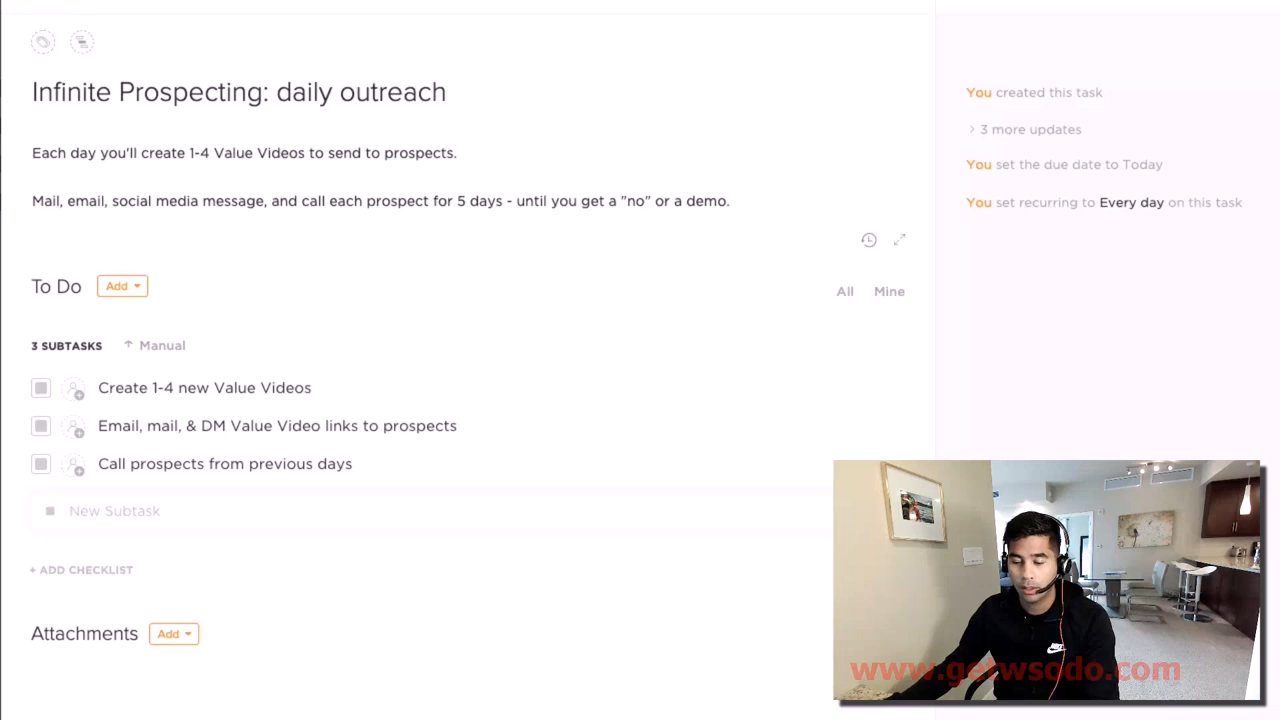 Infinite Prospecting: daily outreach
Each day you'll create 1-4 Value Videos to send to prospects.
Mail, email, social media message, and call each prospect for 5 days - until you get a "no" or a demo.
To Do
Add
All
Mine
3 SUBTASKS
Manual
Create 1-4 new Value Videos
Email, mail, & DM Value Video links to prospects
Call prospects from previous days
New Subtask
+ ADD CHECKLIST
Attachments
Add
You created this task
3 more updates
You set the due date to Today
You set recurring to Every day on this task
www.getwsodo.com